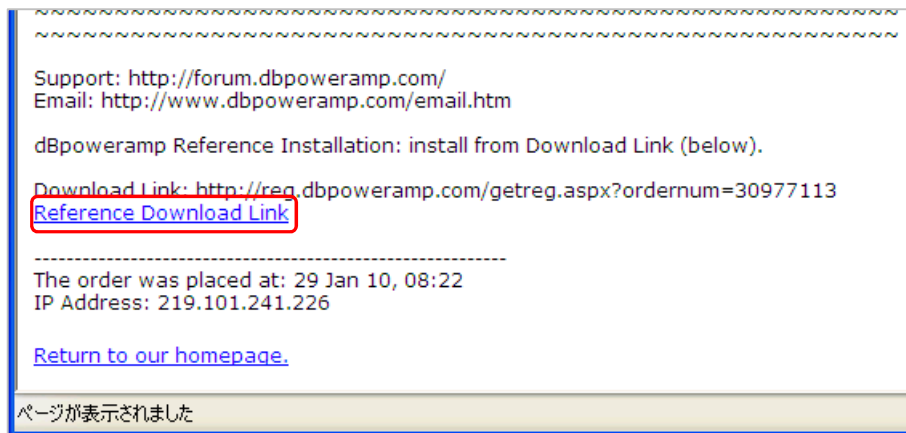 ~~~~~~~~~~~~~~~~~~~~~~~~~~~~~~~~~~~~~~~~~~~~~~~~~~~~~~
~~~~~~~~~~~~~~~~~~~~~~~~~~~~~~~~~~~~~~~~~~~~~~~~~~~~~~
Support: http://forum.dbpoweramp.com/
Email: http://www.dbpoweramp.com/email.htm
dBpoweramp Reference Installation: install from Download Link (below).
Download Link: http://reg.dbpoweramp.com/getreg.aspx?ordernum=30977113
Reference Download Link
------------------------------------------------------------
The order was placed at: 29 Jan 10, 08:22
IP Address: 219.101.241.226
Return to our homepage.
ページが表示されました